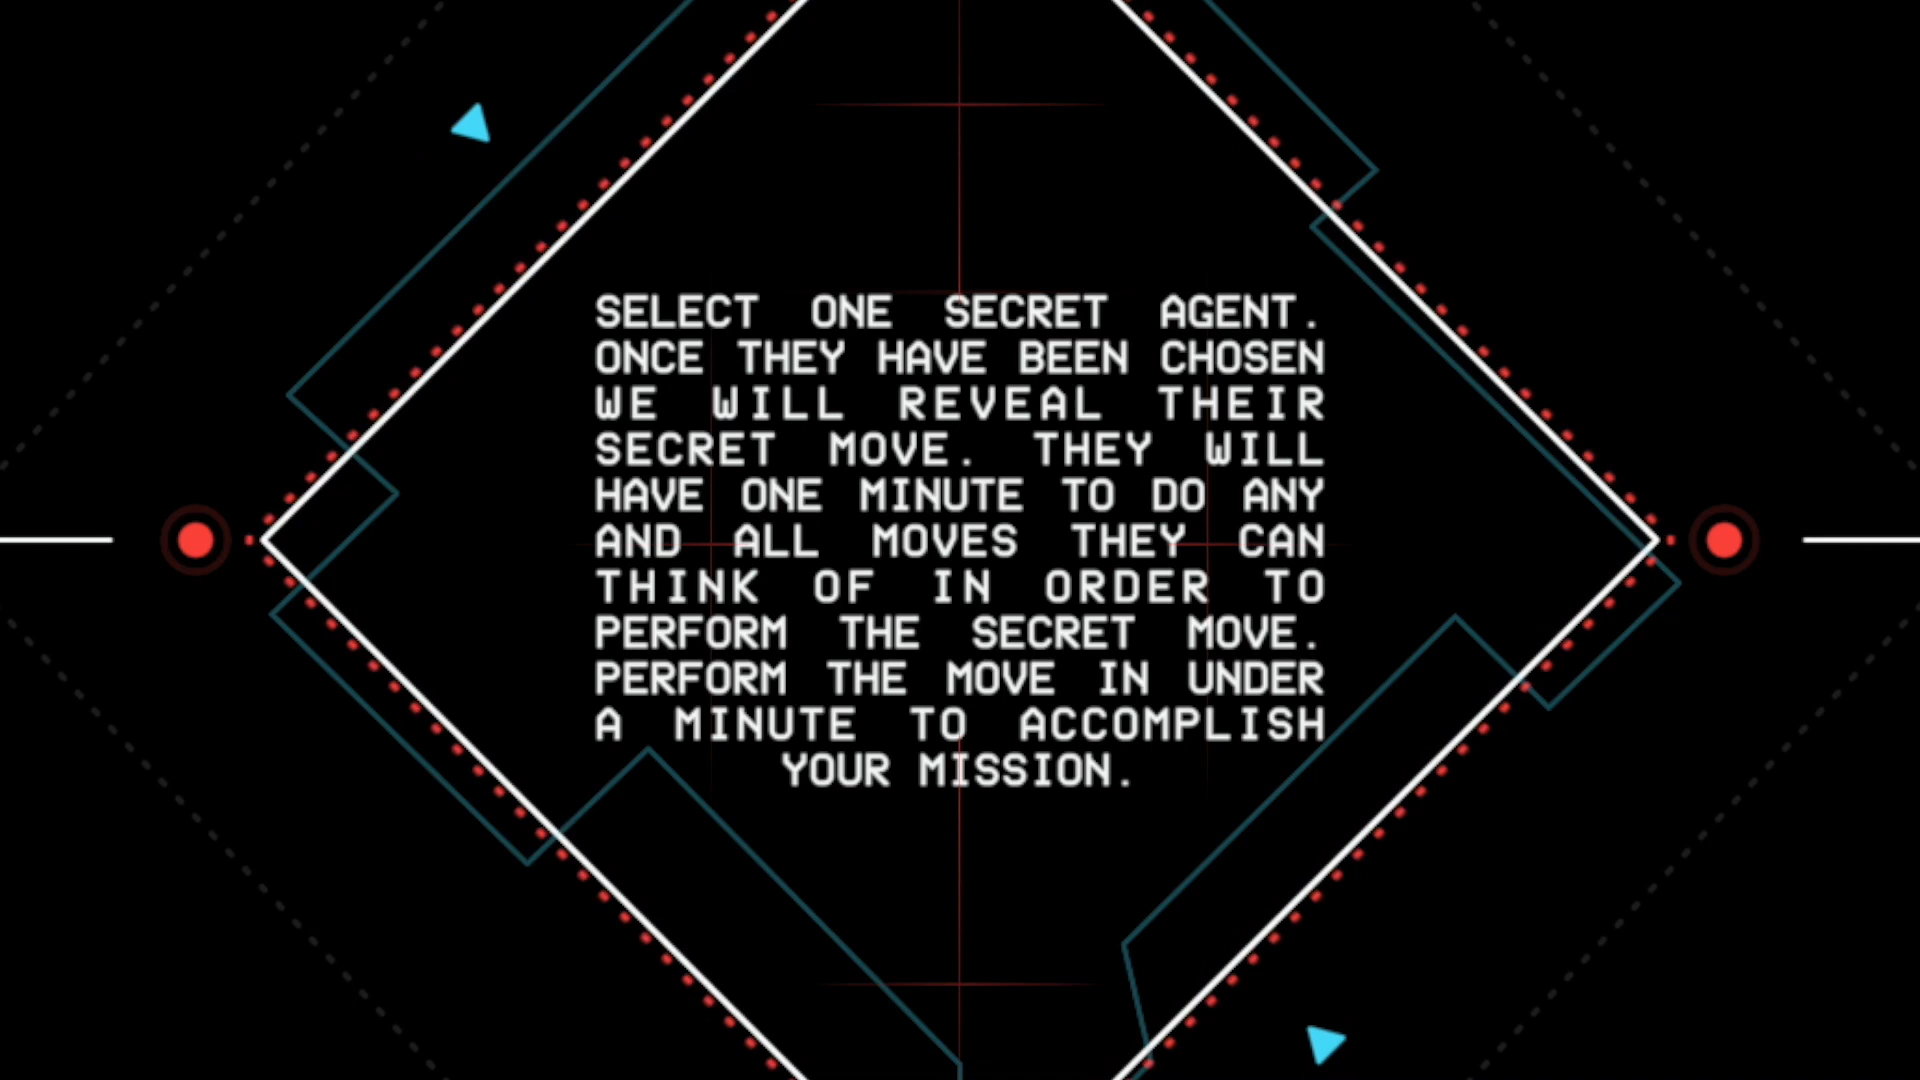 SELECT ONE SECRET AGENT.
ONCE THEY HAVE BEEN CHOSEN
WE WILL REVEAL THEIR
SECRET MOVE. THEY WILL
HAVE ONE MINUTE TO DO ANY
AND ALL MOVES THEY CAN
THINK OF IN ORDER TO
PERFORM THE SECRET MOVE.
PERFORM THE MOVE IN UNDER
A MINUTE TO ACCOMPLISH
YOUR MISSION.